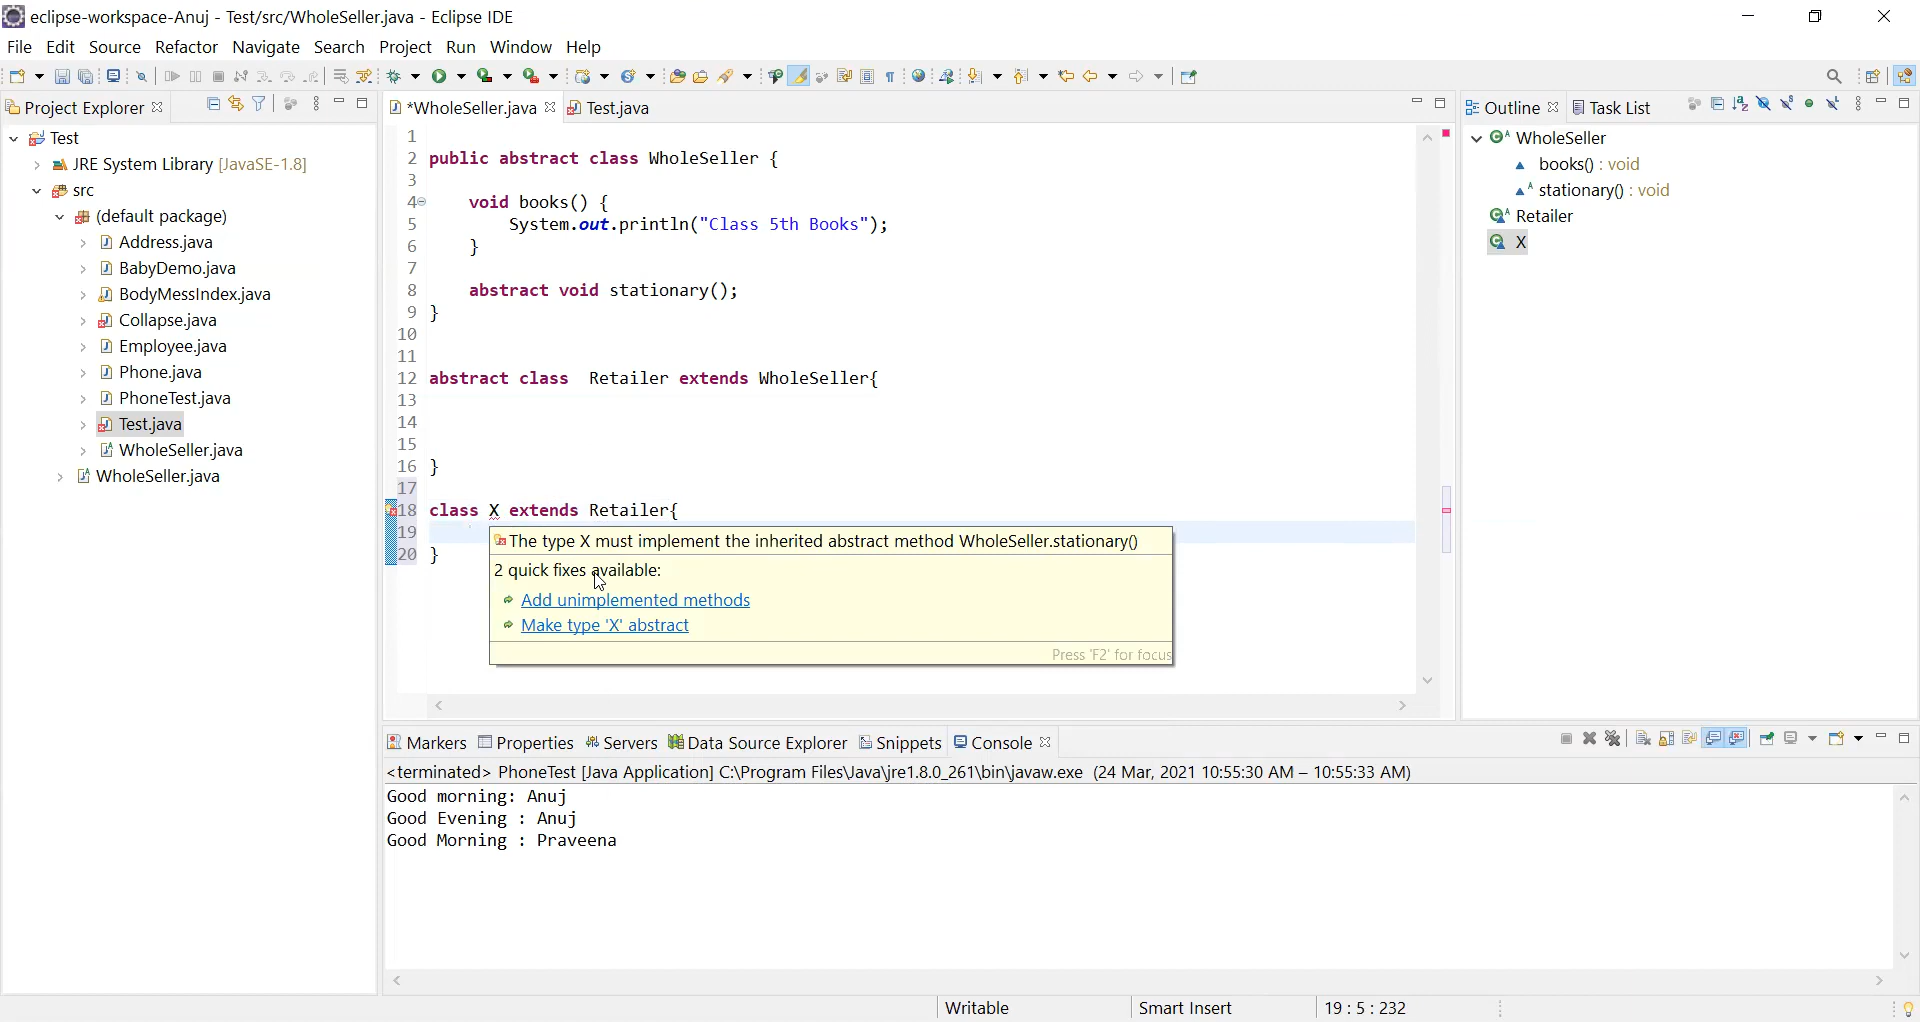 eclipse-workspace-Anuj - Test/src/WholeSeller.java - Eclipse IDE
File Edit Source Refactor Navigate Search Project Run Window Help
Project Explorer
Test
JRE System Library [JavaSE-1.8]
src
(default package)
Address.java
BabyDemo.java
BodyMessIndex.java
Collapse.java
Employee.java
Phone.java
PhoneTest.java
Test.java
WholeSeller.java
WholeSeller.java
*WholeSeller.java Test.java
1
2 public abstract class WholeSeller {
3
4 void books() {
5 System.out.println("Class 5th Books");
6 }
7
8 abstract void stationary();
9 }
10
11
12 abstract class Retailer extends WholeSeller{
13
14
15
16 }
17
18 class X extends Retailer{
19
20 }
The type X must implement the inherited abstract method WholeSeller.stationary()
2 quick fixes available:
Add unimplemented methods
Make type 'X' abstract
Press 'F2' for focus
Outline Task List
WholeSeller
books() : void
stationary() : void
Retailer
X
Markers Properties Servers Data Source Explorer Snippets Console
<terminated> PhoneTest [Java Application] C:\Program Files\Java\jre1.8.0_261\bin\javaw.exe (24 Mar, 2021 10:55:30 AM – 10:55:33 AM)
Good morning: Anuj
Good Evening : Anuj
Good Morning : Praveena
Writable Smart Insert 19 : 5 : 232